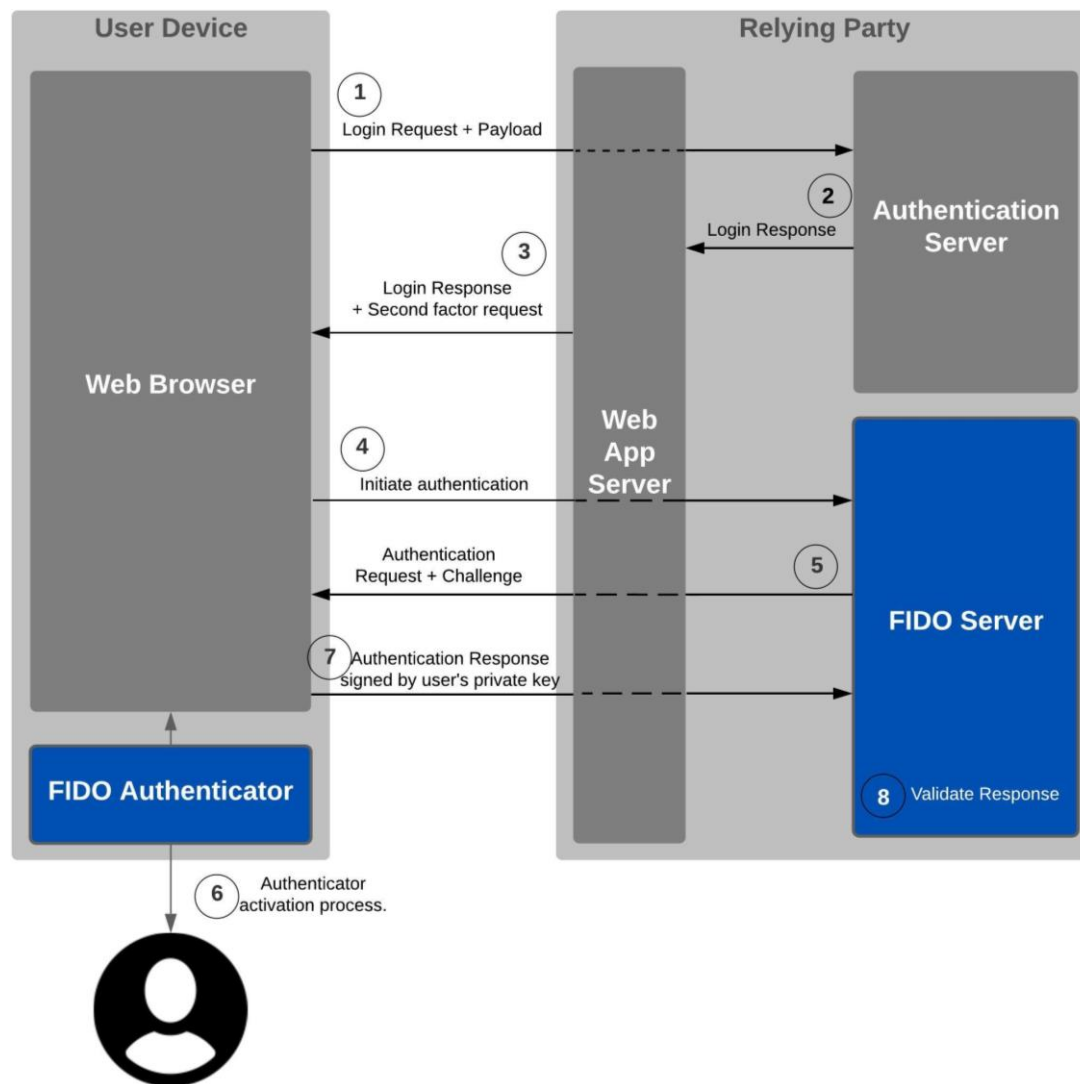 User Device
Relying Party
1
Login Request + Payload
2
Login Response
Authentication
Server
3
Login Response
+ Second factor request
Web Browser
Web
App
Server
4
Initiate authentication
Authentication
Request + Challenge
5
FIDO Server
7
Authentication Response
signed by user's private key
FIDO Authenticator
8
Validate Response
6
Authenticator
activation process.